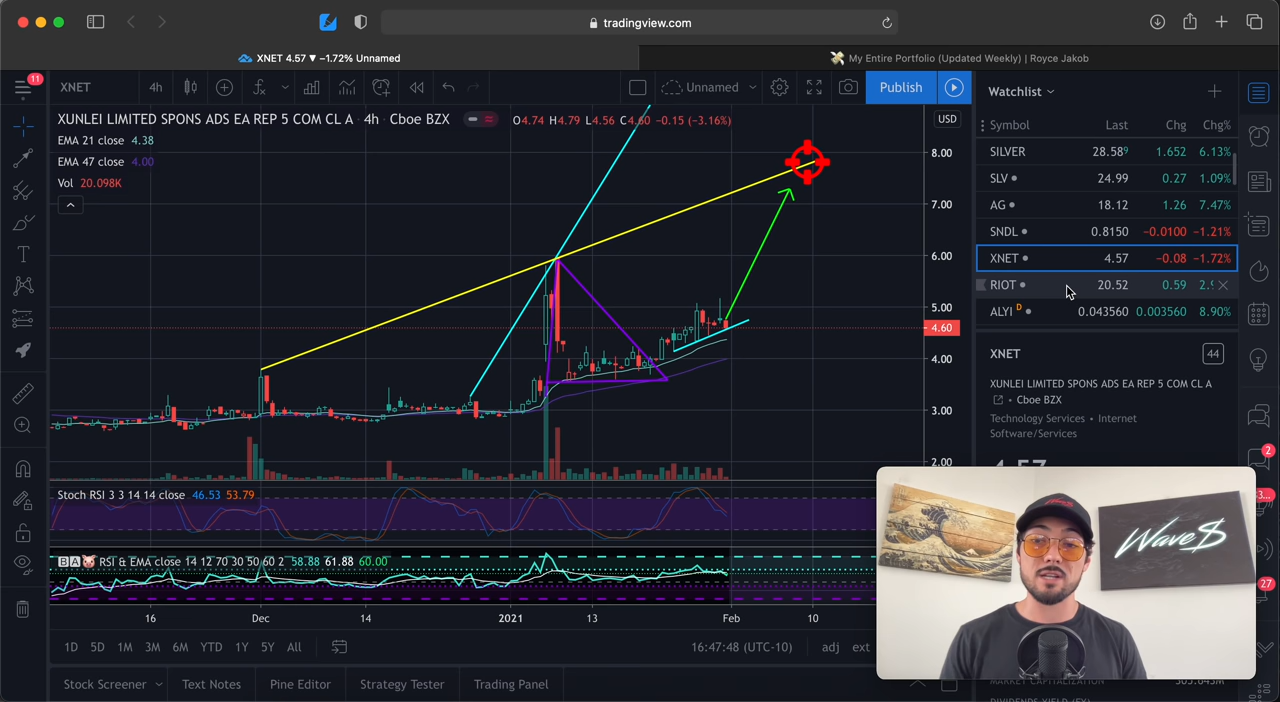 tradingview.com
XNET 4.57 ▼ −1.72% Unnamed
My Entire Portfolio (Updated Weekly) | Royce Jakob
11
XNET
4h
Unnamed
Publish
XUNLEI LIMITED SPONS ADS EA REP 5 COM CL A · 4h · Cboe BZX
O4.74 H4.79 L4.56 C4.60 −0.15 (−3.16%)
USD
EMA 21 close 4.38
EMA 47 close 4.00
Vol 20.098K
8.00
7.00
6.00
5.00
4.60
4.00
3.00
2.00
Stoch RSI 3 3 14 14 close 46.53 53.79
B A RSI & EMA close 14 12 70 30 50 60 2 58.88 61.88 60.00
16
Dec
14
2021
13
Feb
10
1D 5D 1M 3M 6M YTD 1Y 5Y All
16:47:48 (UTC-10)
adj
ext
Stock Screener
Text Notes
Pine Editor
Strategy Tester
Trading Panel
Watchlist
Symbol Last Chg Chg%
SILVER 28.58⁹ 1.652 6.13%
SLV 24.99 0.27 1.09%
AG 18.12 1.26 7.47%
SNDL 0.8150 −0.0100 −1.21%
XNET 4.57 −0.08 −1.72%
RIOT 20.52 0.59
ALYI D 0.043560 0.003560 8.90%
XNET
44
XUNLEI LIMITED SPONS ADS EA REP 5 COM CL A
Cboe BZX
Technology Services • Internet
Software/Services
4.57
2
27
Wave$